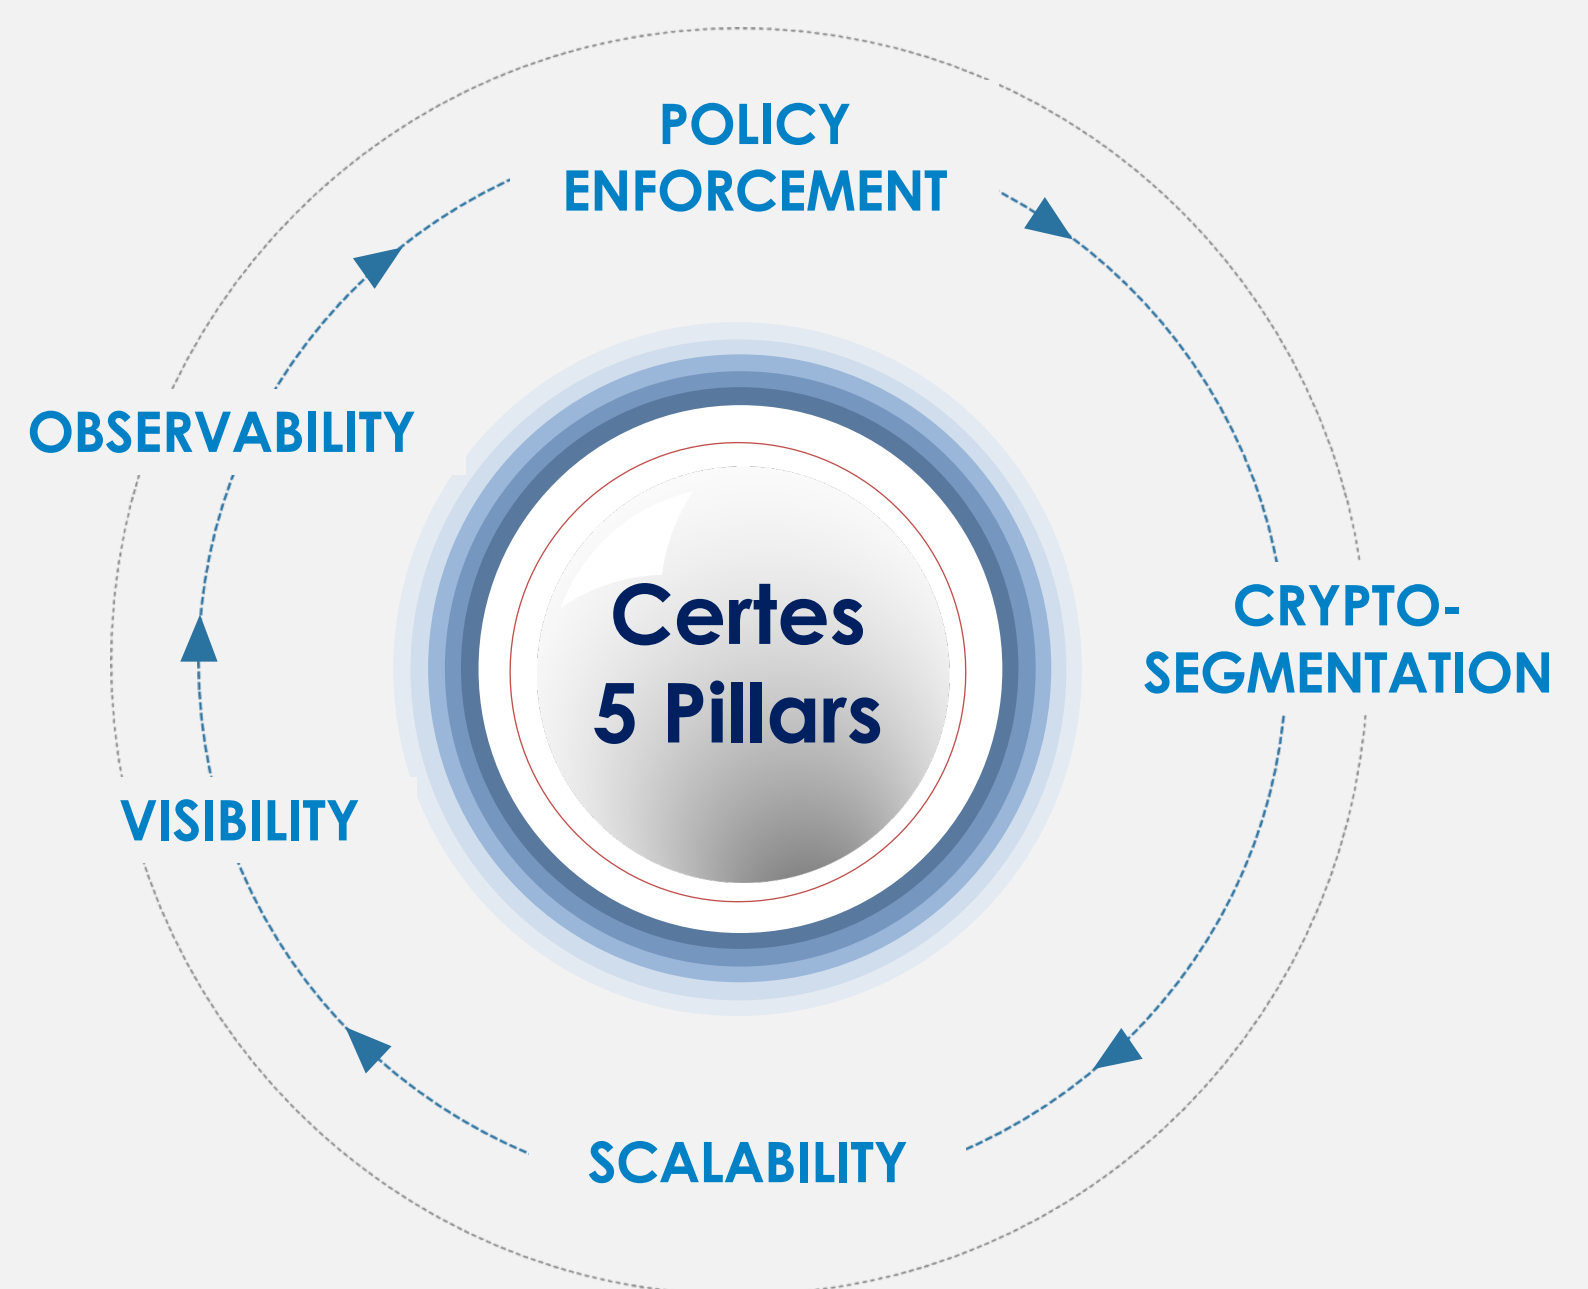 POLICY
ENFORCEMENT
OBSERVABILITY
Certes
5 Pillars
CRYPTO-
SEGMENTATION
VISIBILITY
SCALABILITY